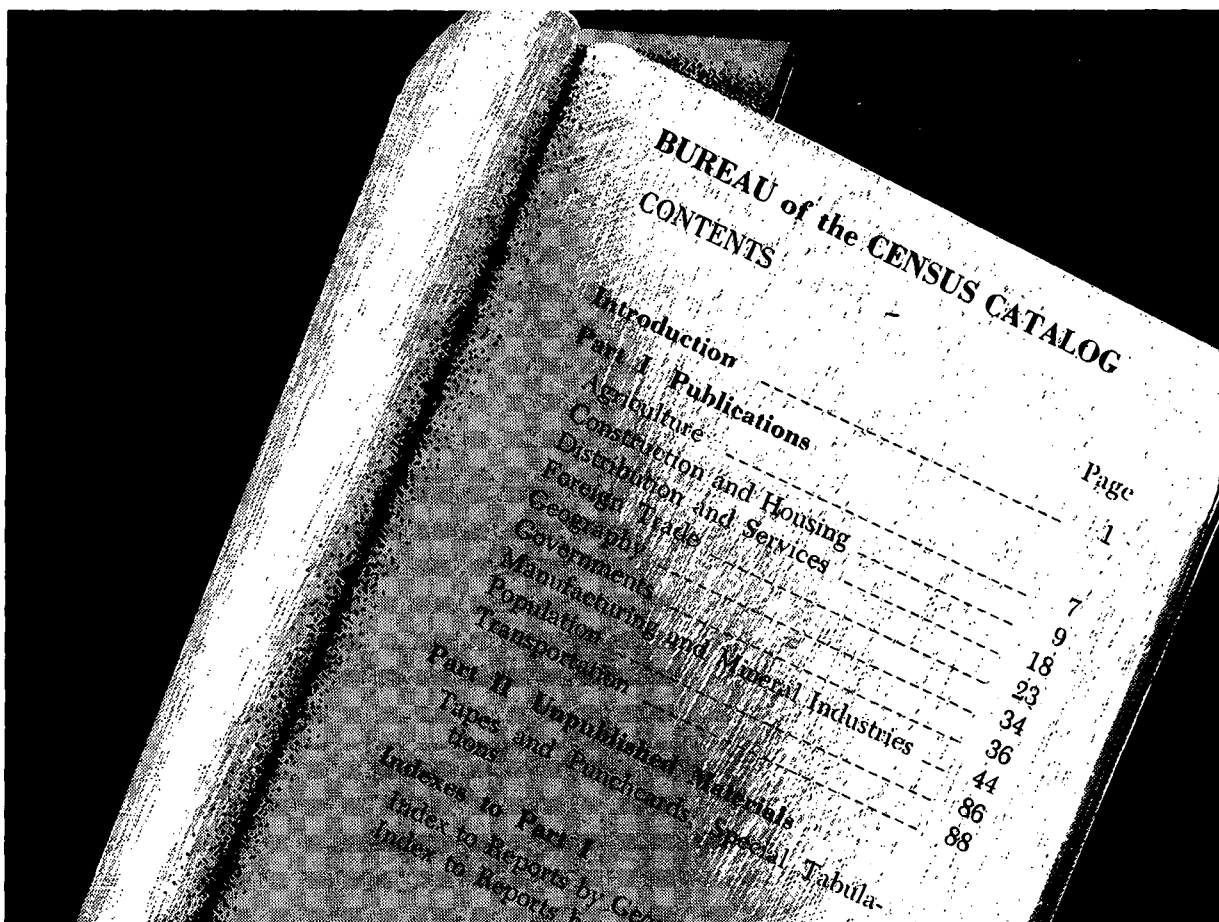 BUREAU of the CENSUS CATALOG
CONTENTS
Page
Introduction 1
Part I Publications
Agriculture 7
Construction and Housing 9
Distribution and Services 18
Foreign Trade 23
Geography 34
Governments 36
Manufacturing and Mineral Industries 44
Population 86
Transportation 88
Part II Unpublished Materials
Tapes and Puncheards, Special Tabula-
tions
Indexes to Part I
Index to Reports by
Index to Reports